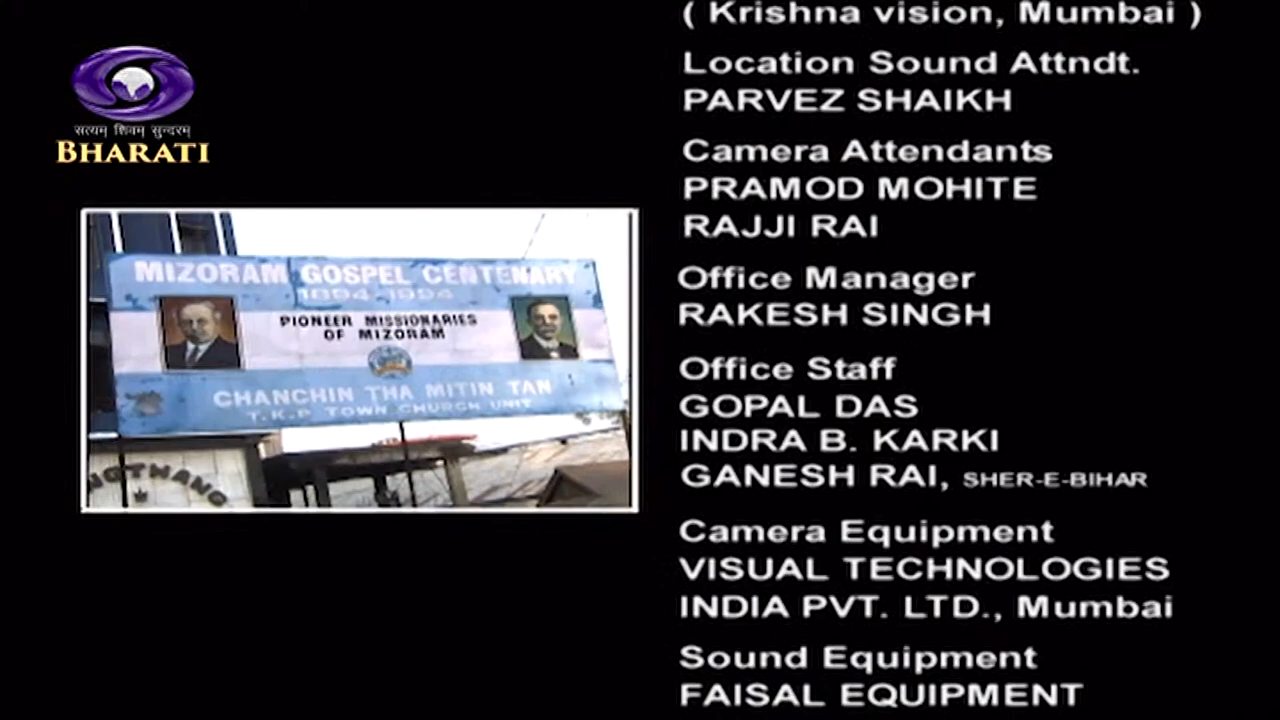 सत्यम् शिवम् सुन्दरम्
BHARATI
MIZORAM GOSPEL CENTENARY
1894-1994
PIONEER MISSIONARIES
OF MIZORAM
CHANCHIN THA MITIN TAN
T.K.P TOWN CHURCH UNIT
( Krishna vision, Mumbai )
Location Sound Attndt.
PARVEZ SHAIKH
Camera Attendants
PRAMOD MOHITE
RAJJI RAI
Office Manager
RAKESH SINGH
Office Staff
GOPAL DAS
INDRA B. KARKI
GANESH RAI, SHER-E-BIHAR
Camera Equipment
VISUAL TECHNOLOGIES
INDIA PVT. LTD., Mumbai
Sound Equipment
FAISAL EQUIPMENT